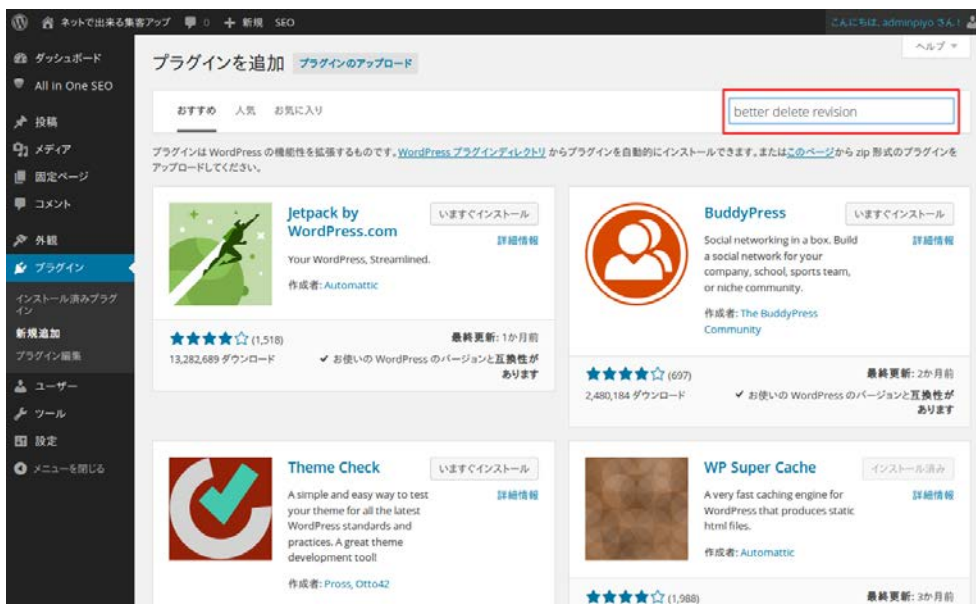 ネットで出来る集客アップ 0 + 新規 SEO
こんにちは, adminpiyo さん!
ダッシュボード
All in One SEO
投稿
メディア
固定ページ
コメント
外観
プラグイン
インストール済みプラグ
イン
新規追加
プラグイン編集
ユーザー
ツール
設定
メニューを閉じる
ヘルプ
プラグインを追加 プラグインのアップロード
おすすめ 人気 お気に入り
better delete revision
プラグインは WordPress の機能性を拡張するものです。WordPress プラグインディレクトリ からプラグインを自動的にインストールできます。またはこのページから zip 形式のプラグインを
アップロードしてください。
Jetpack by
WordPress.com
いますぐインストール
詳細情報
Your WordPress, Streamlined.
作成者: Automattic
(1,518)
13,282,689 ダウンロード
最終更新: 1か月前
✔ お使いの WordPress のバージョンと互換性が
あります
BuddyPress
いますぐインストール
詳細情報
Social networking in a box. Build
a social network for your
company, school, sports team,
or niche community.
作成者: The BuddyPress
Community
(697)
2,480,184 ダウンロード
最終更新: 2か月前
✔ お使いの WordPress のバージョンと互換性が
あります
Theme Check
いますぐインストール
詳細情報
A simple and easy way to test
your theme for all the latest
WordPress standards and
practices. A great theme
development tool!
作成者: Pross, Otto42
WP Super Cache
インストール済み
詳細情報
A very fast caching engine for
WordPress that produces static
html files.
作成者: Automattic
(1,988)
最終更新: 3か月前